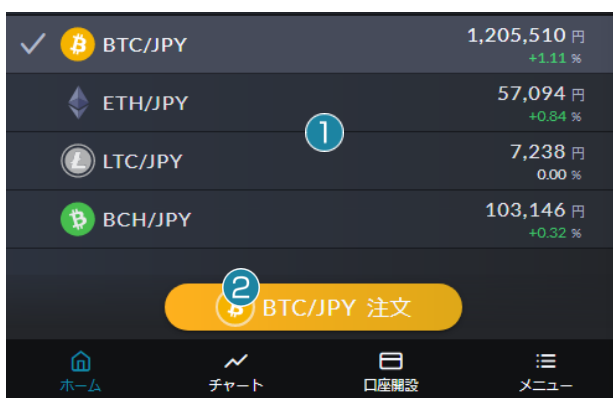 BTC/JPY 1,205,510 円
+1.11 %
ETH/JPY 57,094 円
+0.84 %
1
LTC/JPY 7,238 円
0.00 %
BCH/JPY 103,146 円
+0.32 %
2
BTC/JPY 注文
ホーム チャート 口座開設 メニュー